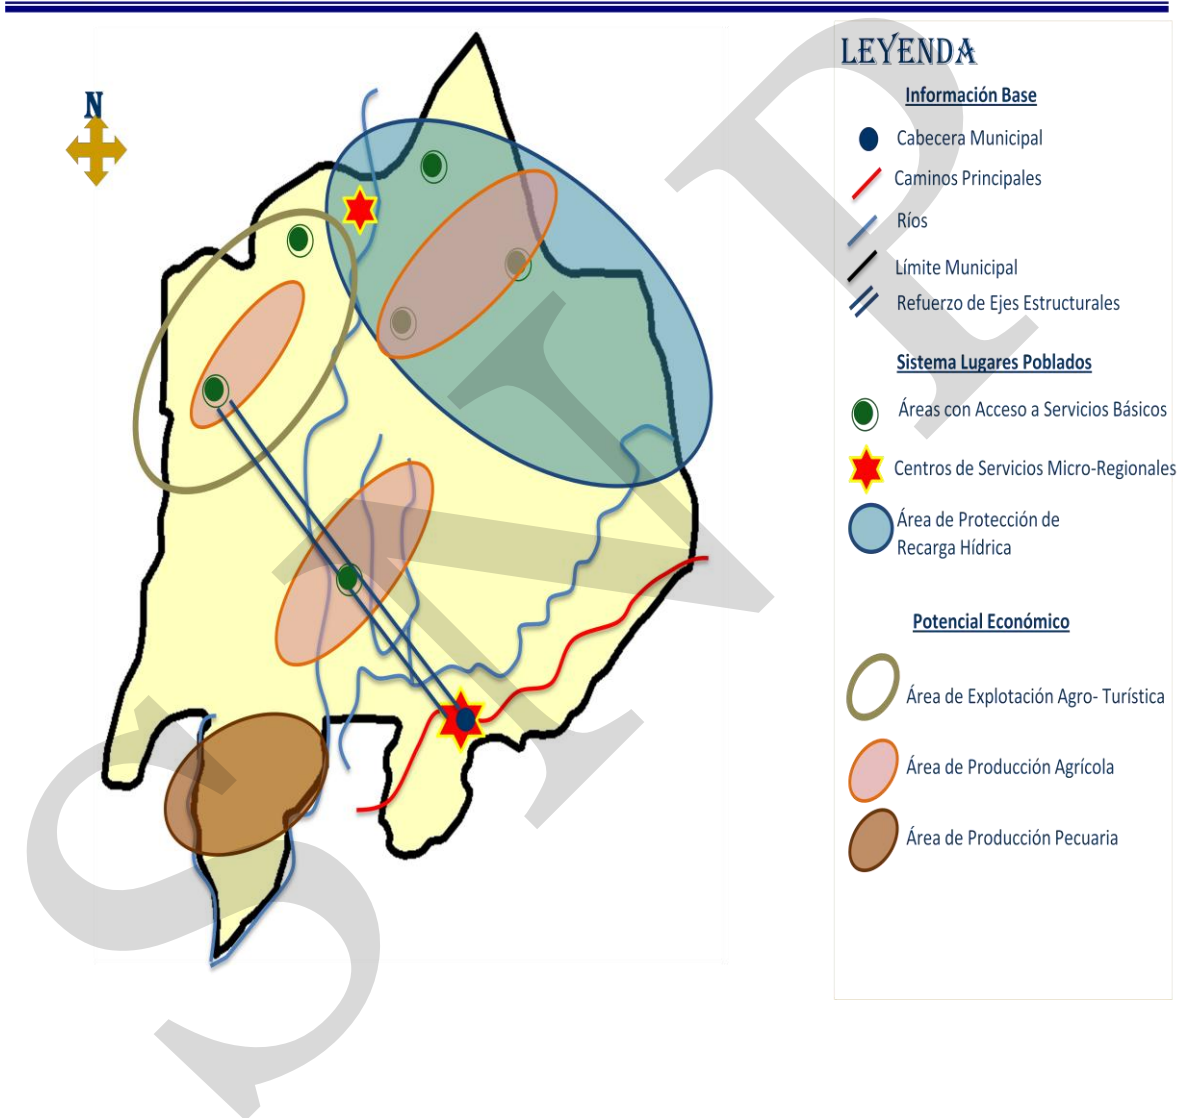 N
LEYENDA
Información Base
Cabecera Municipal
Caminos Principales
Ríos
Límite Municipal
Refuerzo de Ejes Estructurales
Sistema Lugares Poblados
Áreas con Acceso a Servicios Básicos
Centros de Servicios Micro-Regionales
Área de Protección de
Recarga Hídrica
Potencial Económico
Área de Explotación Agro- Turística
Área de Producción Agrícola
Área de Producción Pecuaria